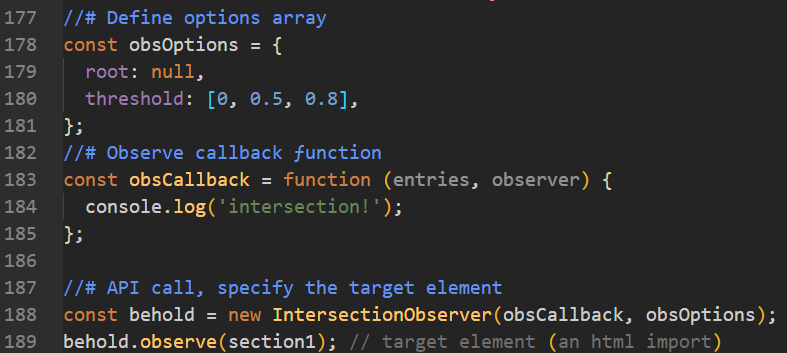 177 //# Define options array
178 const obsOptions = {
179 root: null,
180 threshold: [0, 0.5, 0.8],
181 };
182 //# Observe callback function
183 const obsCallback = function (entries, observer) {
184 console.log('intersection!');
185 };
186
187 //# API call, specify the target element
188 const behold = new IntersectionObserver(obsCallback, obsOptions);
189 behold.observe(section1); // target element (an html import)